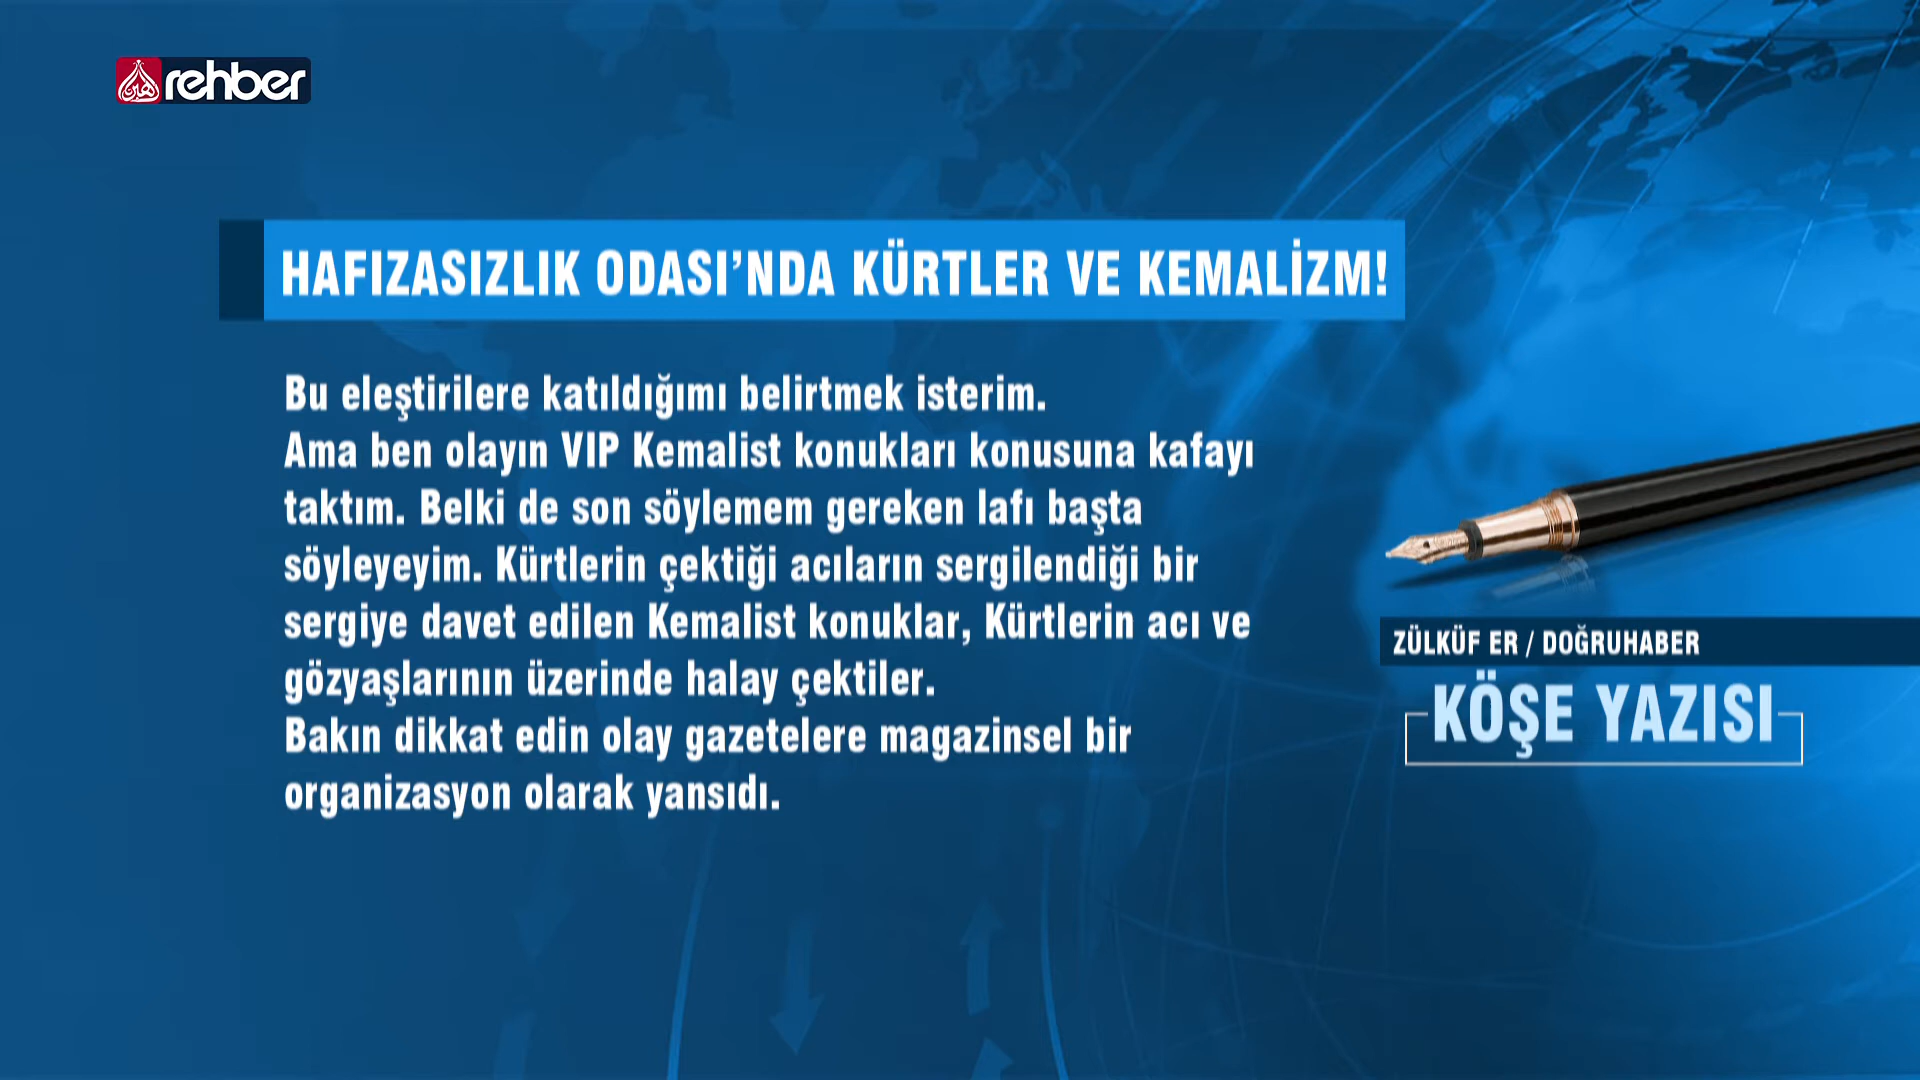 rehber
HAFIZASIZLIK ODASI’NDA KÜRTLER VE KEMALİZM!
Bu eleştirilere katıldığımı belirtmek isterim.
Ama ben olayın VIP Kemalist konukları konusuna kafayı
taktım. Belki de son söylemem gereken lafı başta
söyleyeyim. Kürtlerin çektiği acıların sergilendiği bir
sergiye davet edilen Kemalist konuklar, Kürtlerin acı ve
gözyaşlarının üzerinde halay çektiler.
Bakın dikkat edin olay gazetelere magazinsel bir
organizasyon olarak yansıdı.
ZÜLKÜF ER / DOĞRUHABER
KÖŞE YAZISI